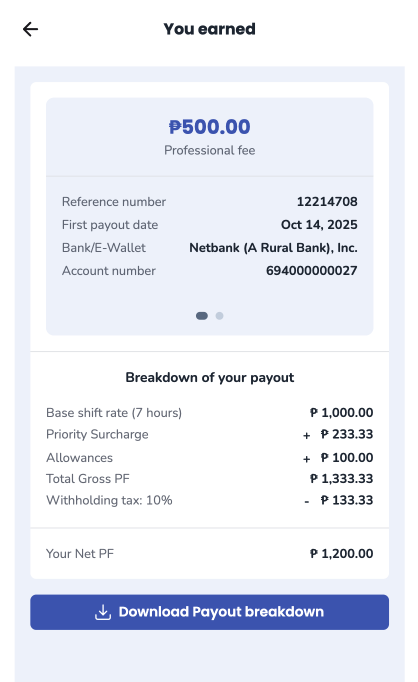 You earned
₱500.00
Professional fee
Reference number 12214708
First payout date Oct 14, 2025
Bank/E-Wallet Netbank (A Rural Bank), Inc.
Account number 694000000027
Breakdown of your payout
Base shift rate (7 hours) ₱ 1,000.00
Priority Surcharge + ₱ 233.33
Allowances + ₱ 100.00
Total Gross PF ₱ 1,333.33
Withholding tax: 10% - ₱ 133.33
Your Net PF ₱ 1,200.00
Download Payout breakdown